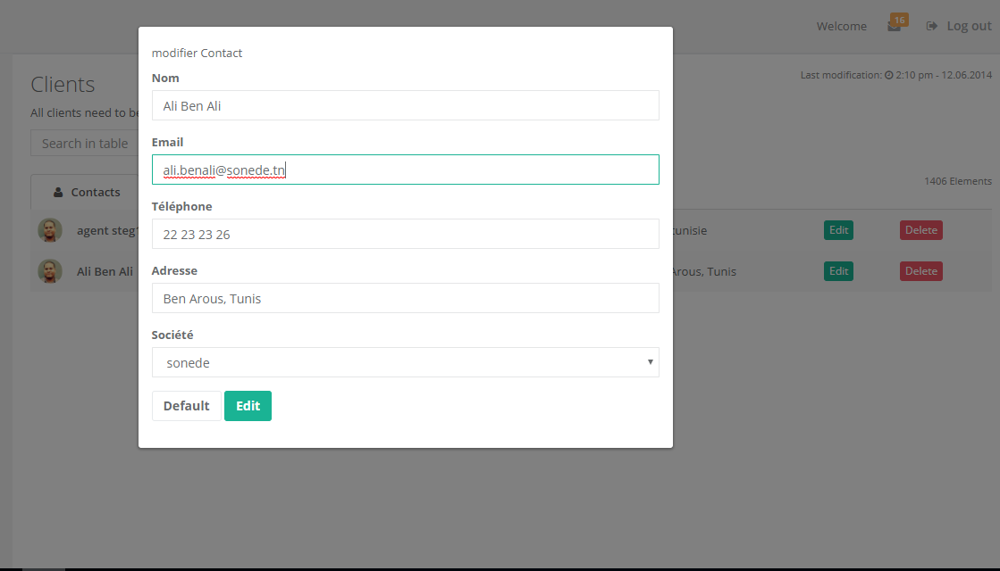 16
Welcome
Log out
modifier Contact
Clients
Last modification: 2:10 pm - 12.06.2014
Nom
Ali Ben Ali
All clients need to be
Search in table
Email
ali.benali@sonede.tn
Contacts
1406 Elements
Téléphone
agent steg1
22 23 23 26
tunisie
Edit
Delete
Adresse
Ali Ben Ali
Ben Arous, Tunis
Arous, Tunis
Edit
Delete
Société
sonede
Default
Edit